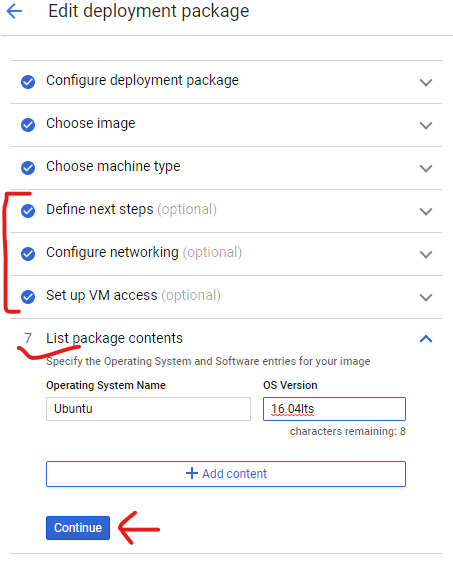 Edit deployment package
Configure deployment package
Choose image
Choose machine type
Define next steps (optional)
Configure networking (optional)
Set up VM access (optional)
7 List package contents
Specify the Operating System and Software entries for your image
Operating System Name OS Version
Ubuntu 16.04lts
characters remaining: 8
+ Add content
Continue